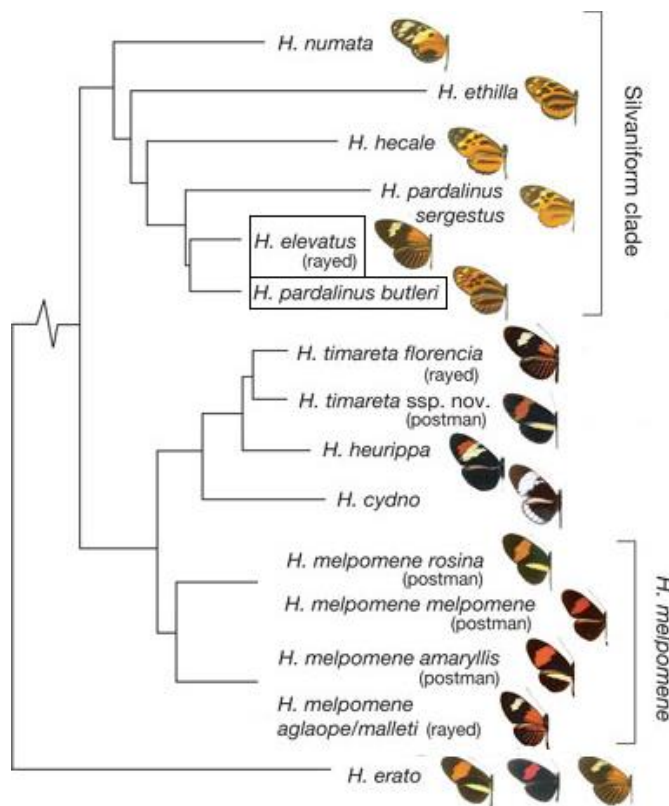 H. numata
H. ethilla
H. hecale
H. pardalinus
sergestus
H. elevatus
(rayed)
H. pardalinus butleri
Silvaniform clade
H. timareta florencia
(rayed)
H. timareta ssp. nov.
(postman)
H. heurippa
H. cydno
H. melpomene rosina
(postman)
H. melpomene melpomene
(postman)
H. melpomene amaryllis
(postman)
H. melpomene
aglaope/malleti (rayed)
H. melpomene
H. erato